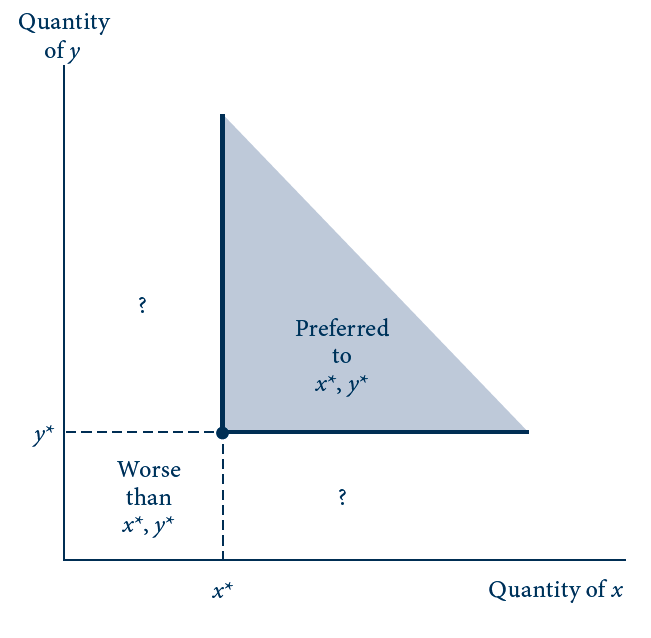 Quantity
of y
?
Preferred
to
x*, y*
y*
Worse
than
x*, y*
?
x*
Quantity of x